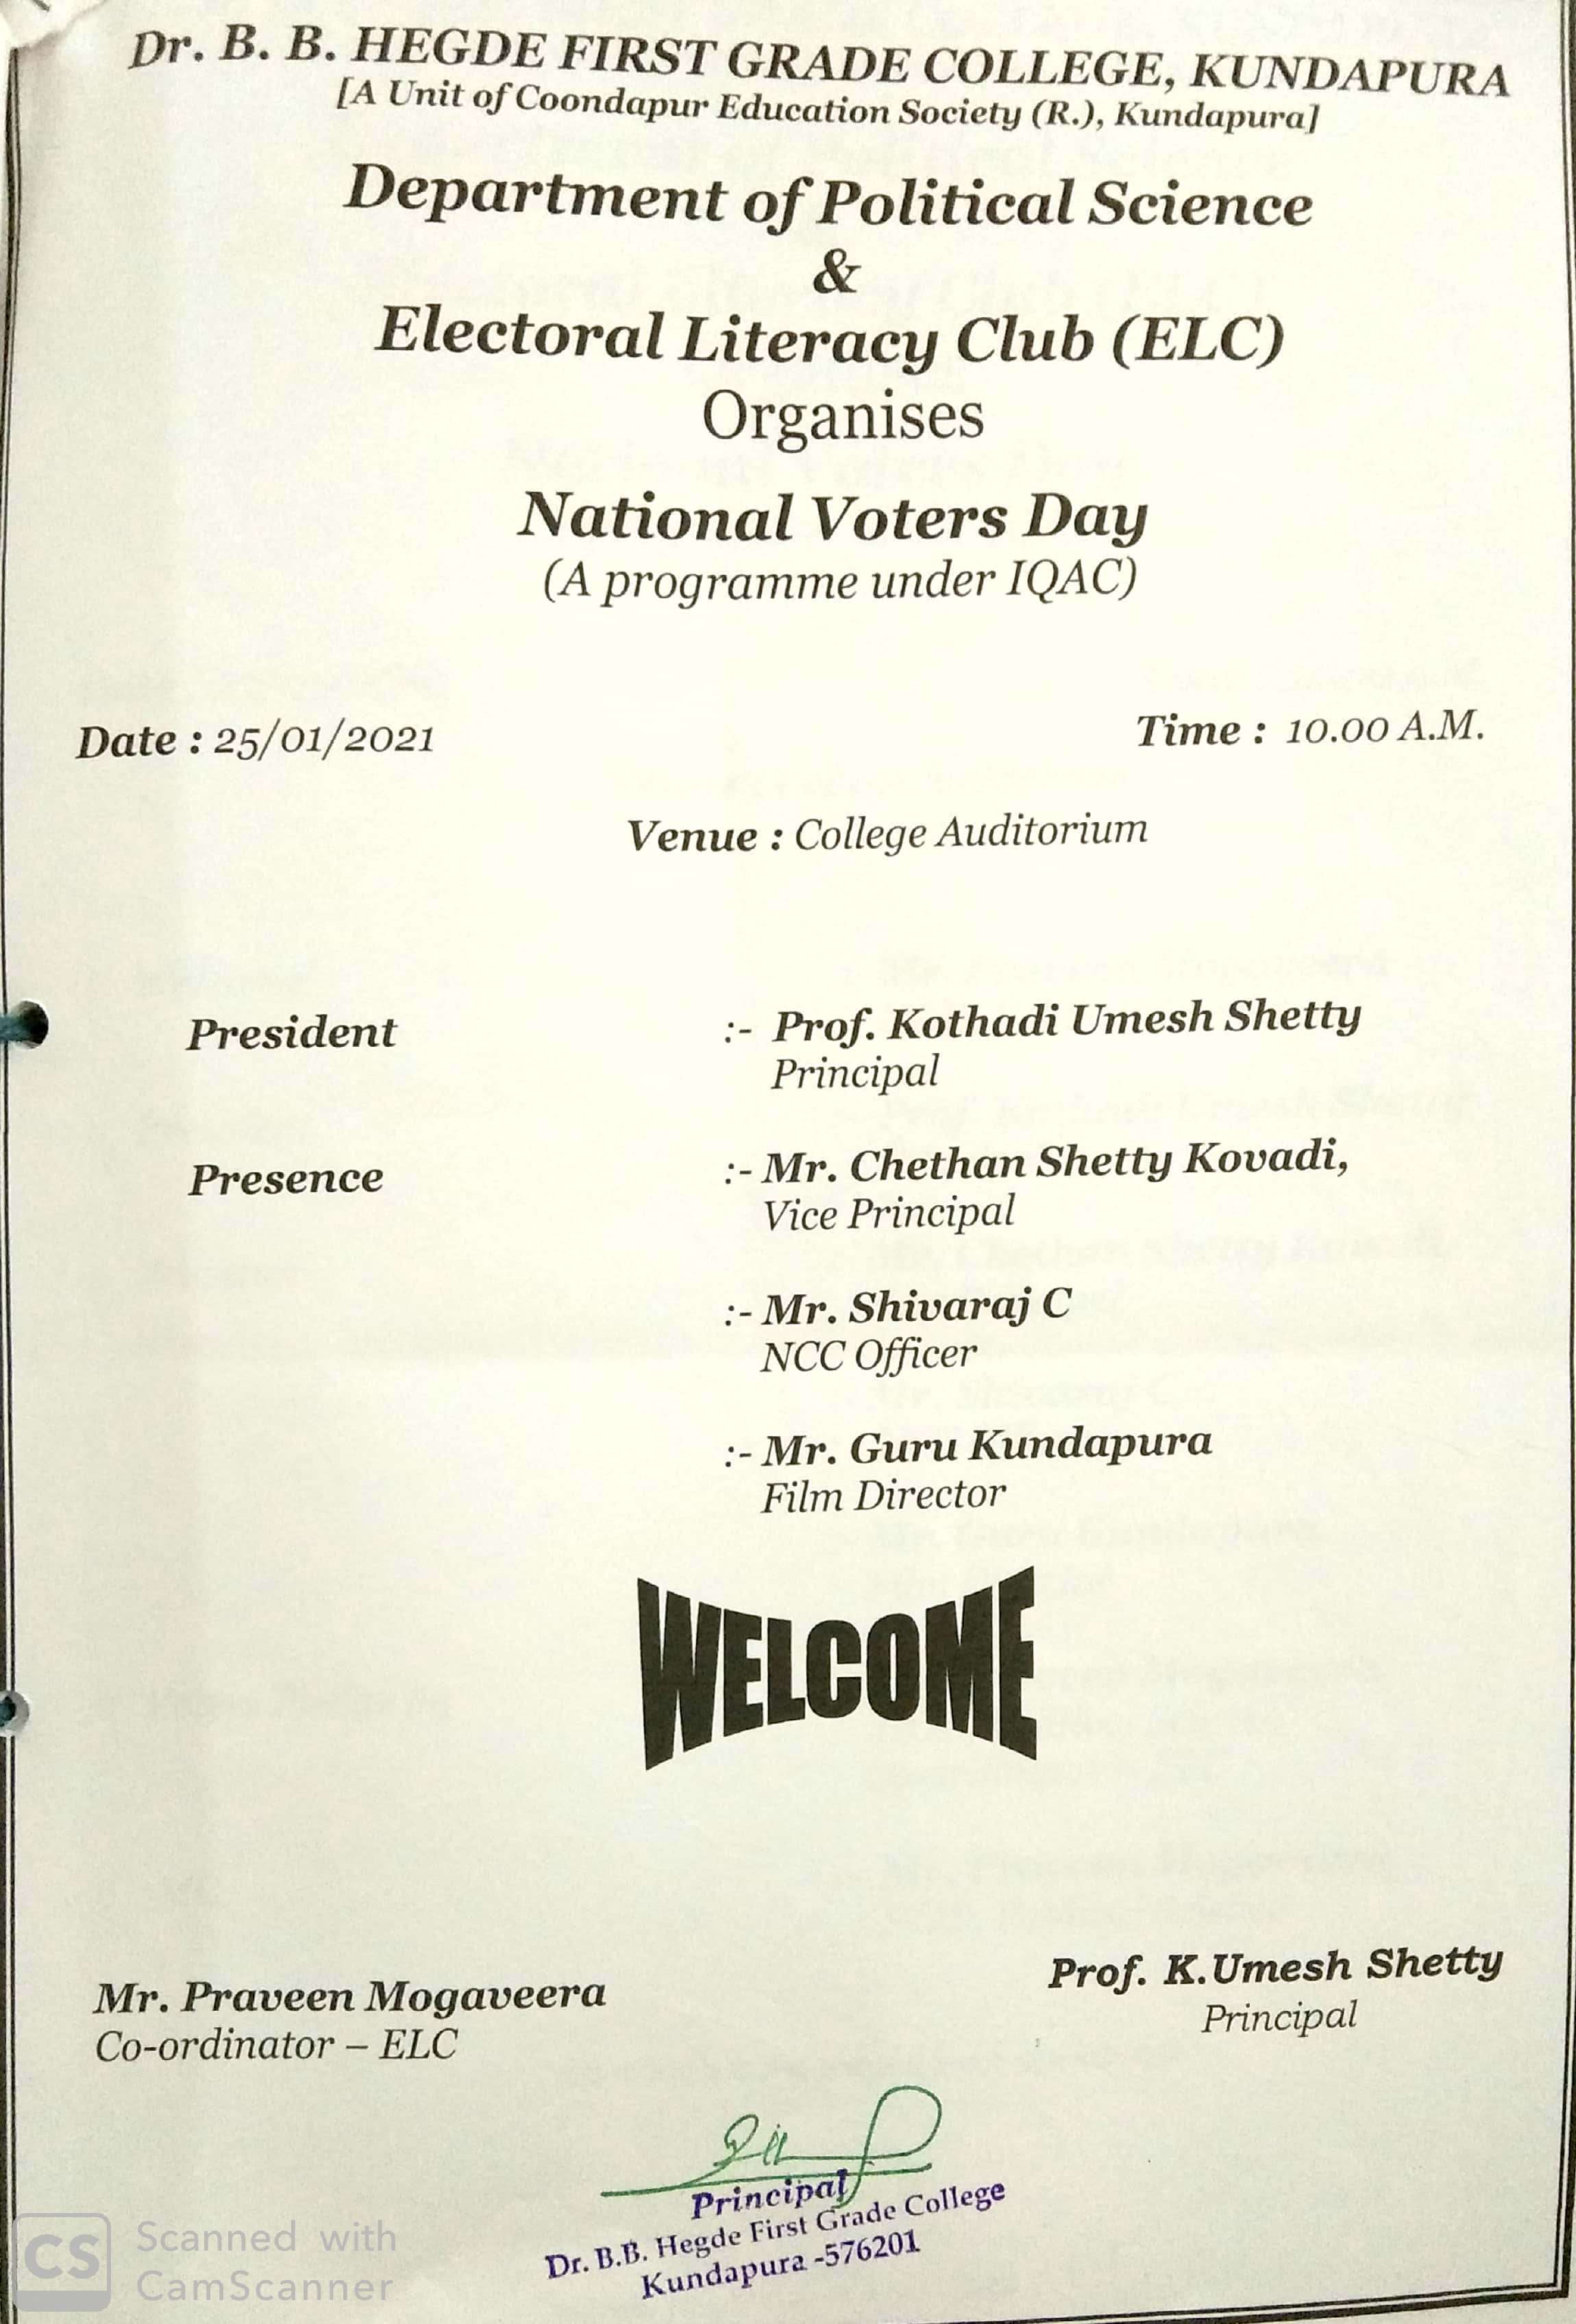 Dr. B. B. HEGDE FIRST GRADE COLLEGE, KUNDAPURA
[A Unit of Coondapur Education Society (R.), Kundapura]
Department of Political Science
&
Electoral Literacy Club (ELC)
Organises
National Voters Day
(A programme under IQAC)
Date : 25/01/2021 Time : 10.00 A.M.
Venue : College Auditorium
President :- Prof. Kothadi Umesh Shetty
Principal
Presence :- Mr. Chethan Shetty Kovadi,
Vice Principal
:- Mr. Shivaraj C
NCC Officer
:- Mr. Guru Kundapura
Film Director
WELCOME
Mr. Praveen Mogaveera Prof. K.Umesh Shetty
Co-ordinator – ELC Principal
Principal
Dr. B.B. Hegde First Grade College
Kundapura -576201
CS Scanned with
CamScanner